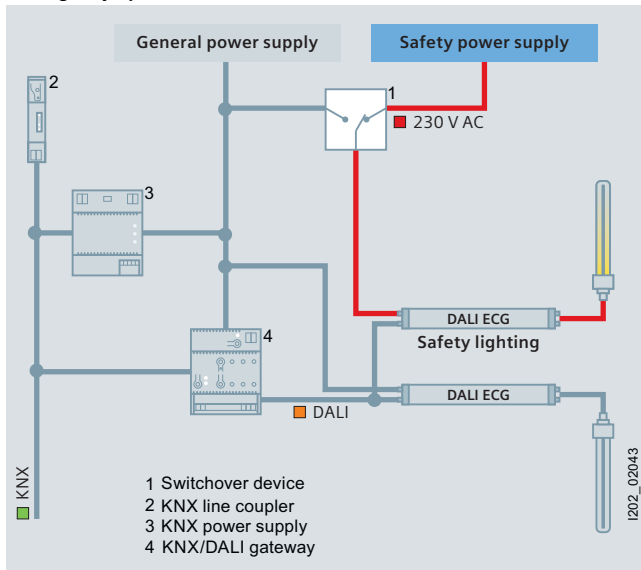 General power supply
Safety power supply
2
1
230 V AC
3
DALI ECG
Safety lighting
4
DALI ECG
DALI
KNX
1 Switchover device
2 KNX line coupler
3 KNX power supply
4 KNX/DALI gateway
I202_02043